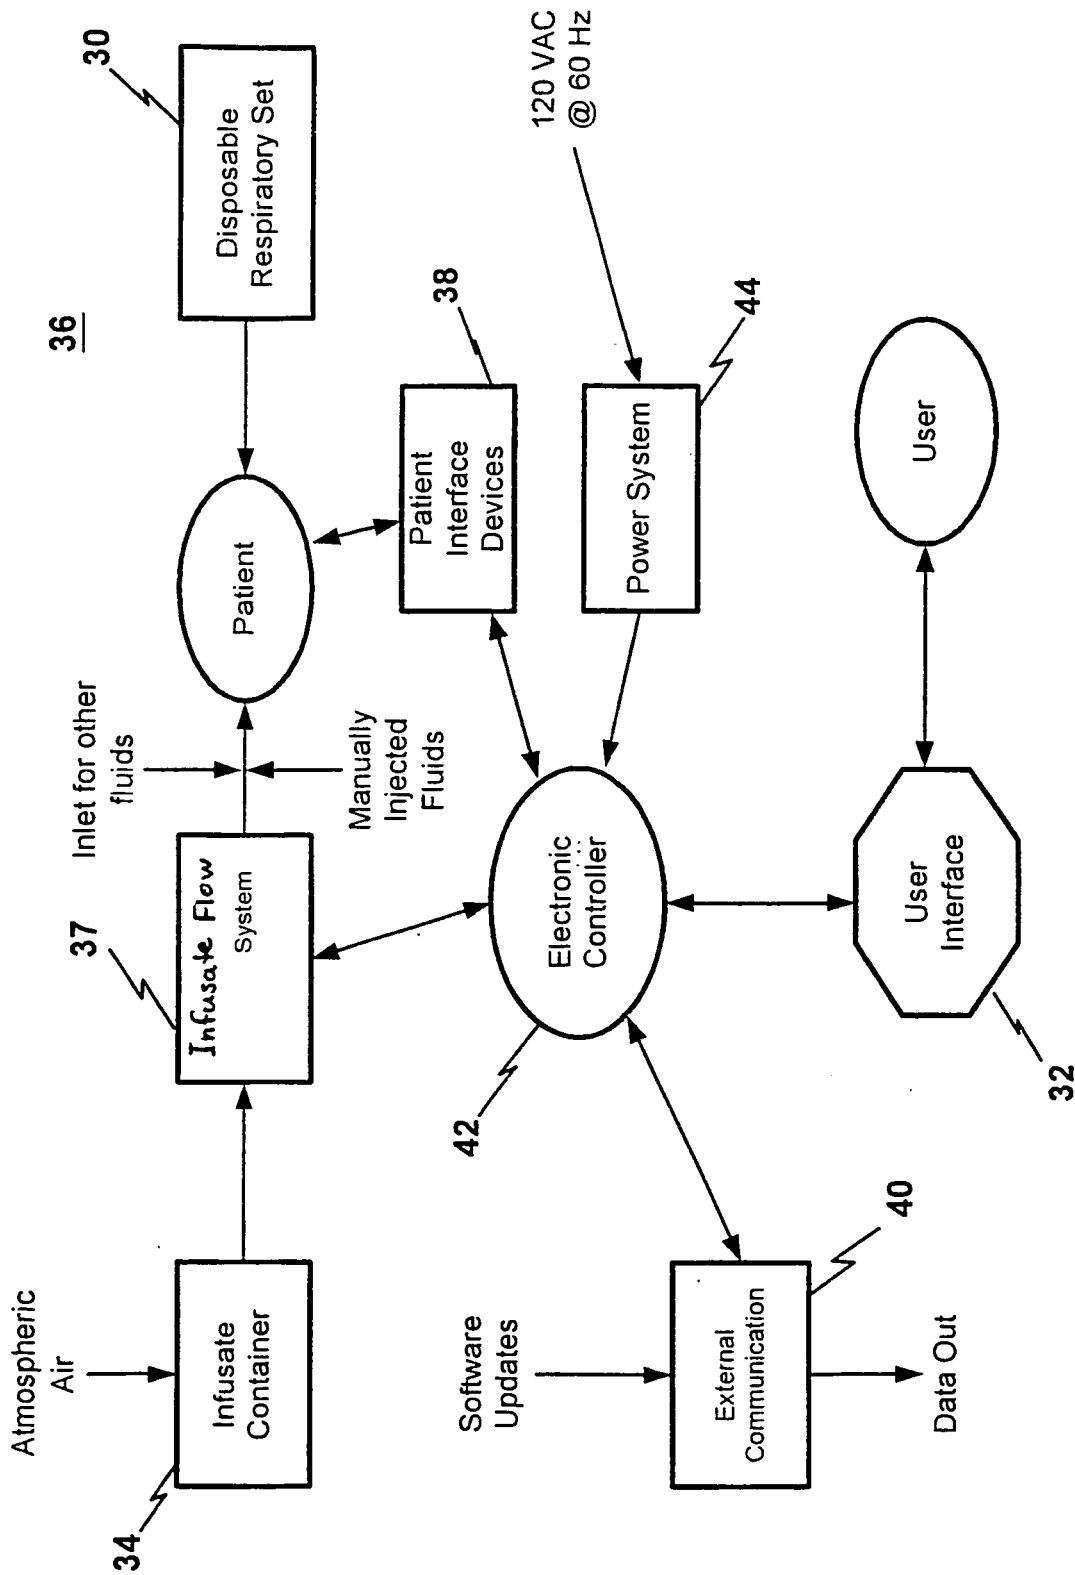 36
Atmospheric
Air
34
Infusate
Container
37
Infusate Flow
System
Inlet for other
fluids
Manually
Injected
Fluids
Patient
30
Disposable
Respiratory Set
38
Patient
Interface
Devices
42
Electronic
Controller
44
Power System
120 VAC
@ 60 Hz
Software
Updates
40
External
Communication
Data Out
32
User
Interface
User